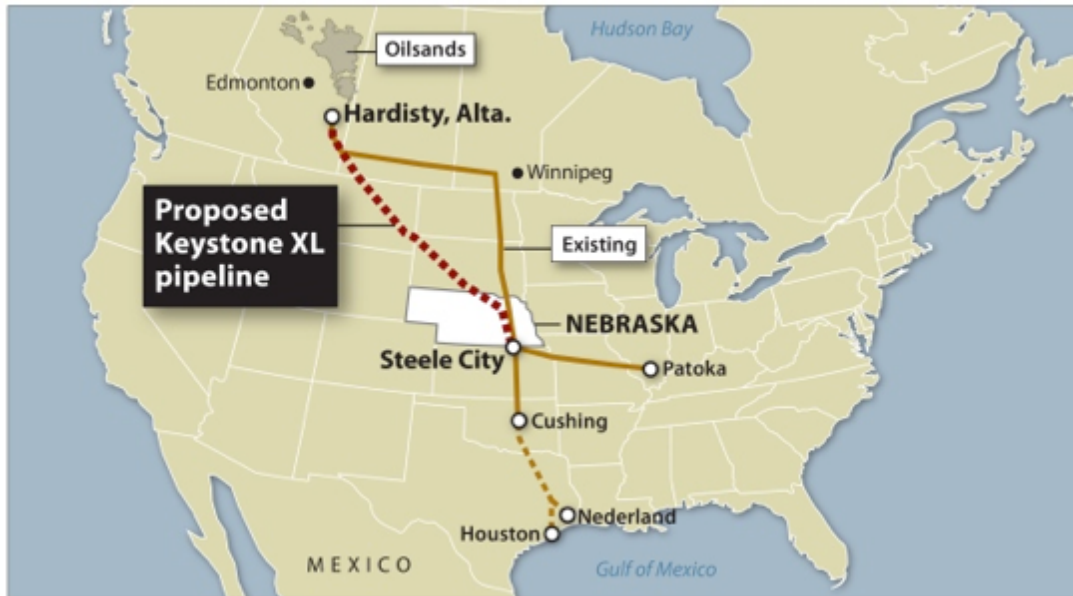 Hudson Bay
Oilsands
Edmonton
Hardisty, Alta.
Winnipeg
Proposed
Keystone XL
pipeline
Existing
NEBRASKA
Steele City
Patoka
Cushing
Nederland
Houston
MEXICO
Gulf of Mexico